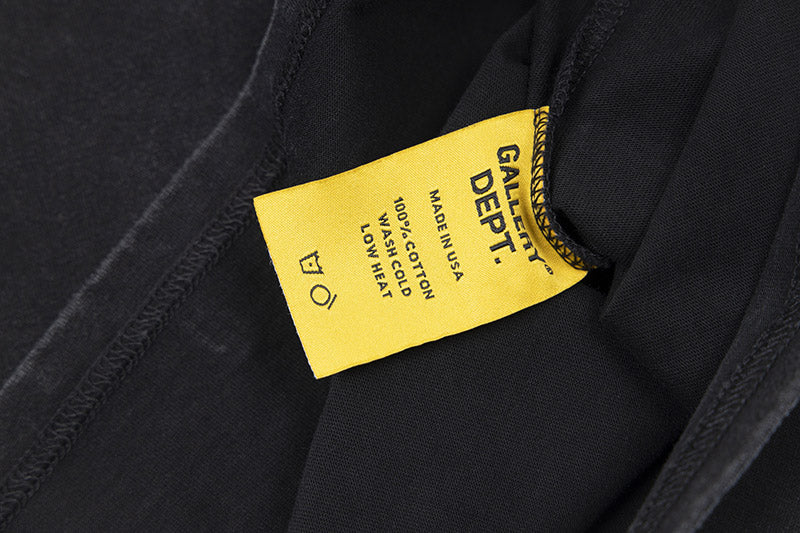 GALLERY®
DEPT.
MADE IN USA
100% COTTON
WASH COLD
LOW HEAT